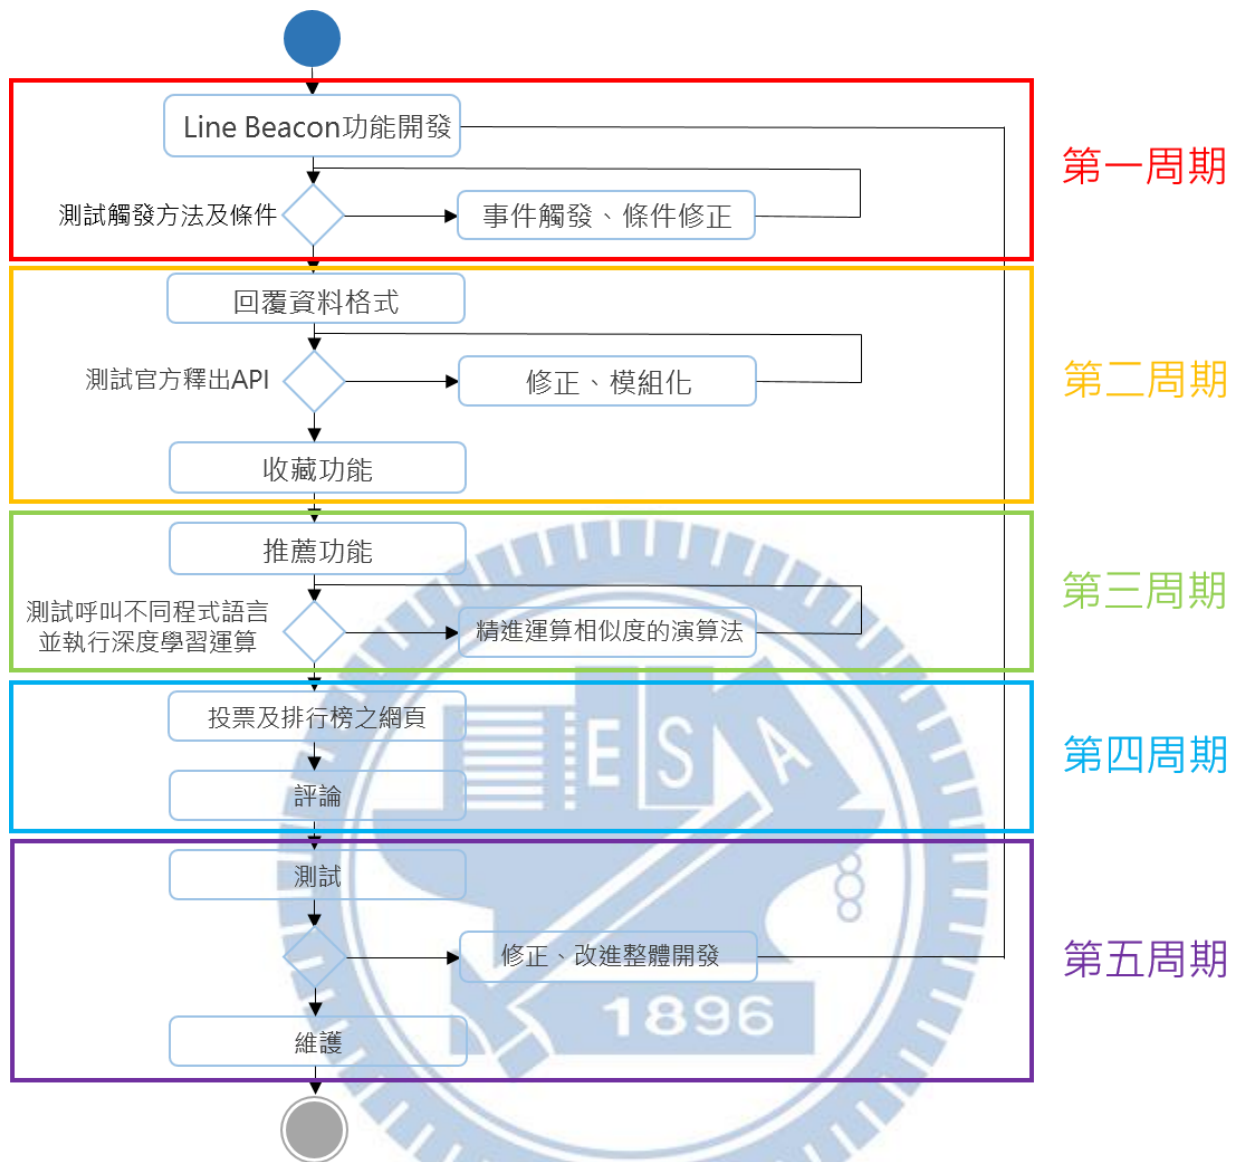 Line Beacon功能開發
第一周期
測試觸發方法及條件
事件觸發、條件修正
回覆資料格式
第二周期
測試官方釋出API
修正、模組化
收藏功能
推薦功能
第三周期
測試呼叫不同程式語言
並執行深度學習運算
精進運算相似度的演算法
投票及排行榜之網頁
ESA
第四周期
評論
測試
修正、改進整體開發
第五周期
1896
維護